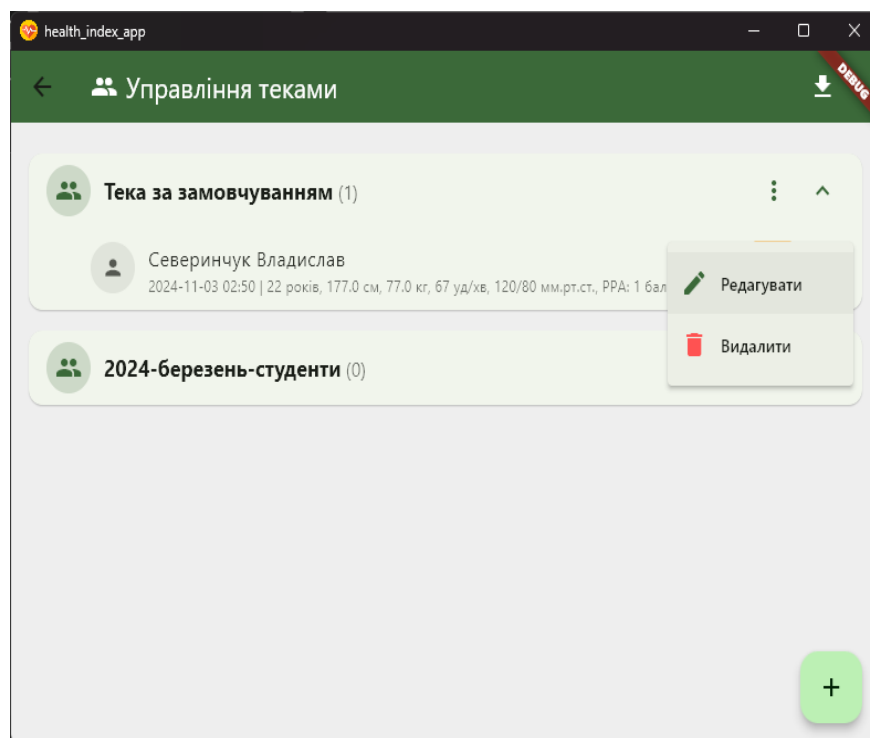 health_index_app
Управління теками
DEBUG
Тека за замовчуванням (1)
Северинчук Владислав
2024-11-03 02:50 | 22 років, 177.0 см, 77.0 кг, 67 уд/хв, 120/80 мм.рт.ст., PPA: 1 бал
Редагувати
Видалити
2024-березень-студенти (0)